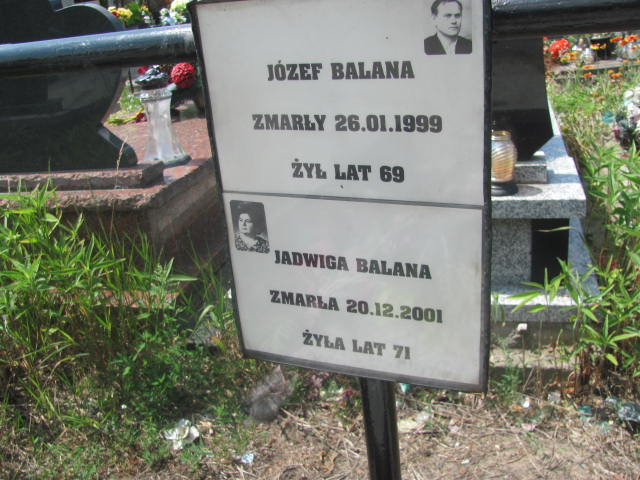 JÓZEF BALANA
ZMARŁY 26.01.1999
ŻYŁ LAT 69
JADWIGA BALANA
ZMARŁA 20.12.2001
ŻYŁA LAT 71